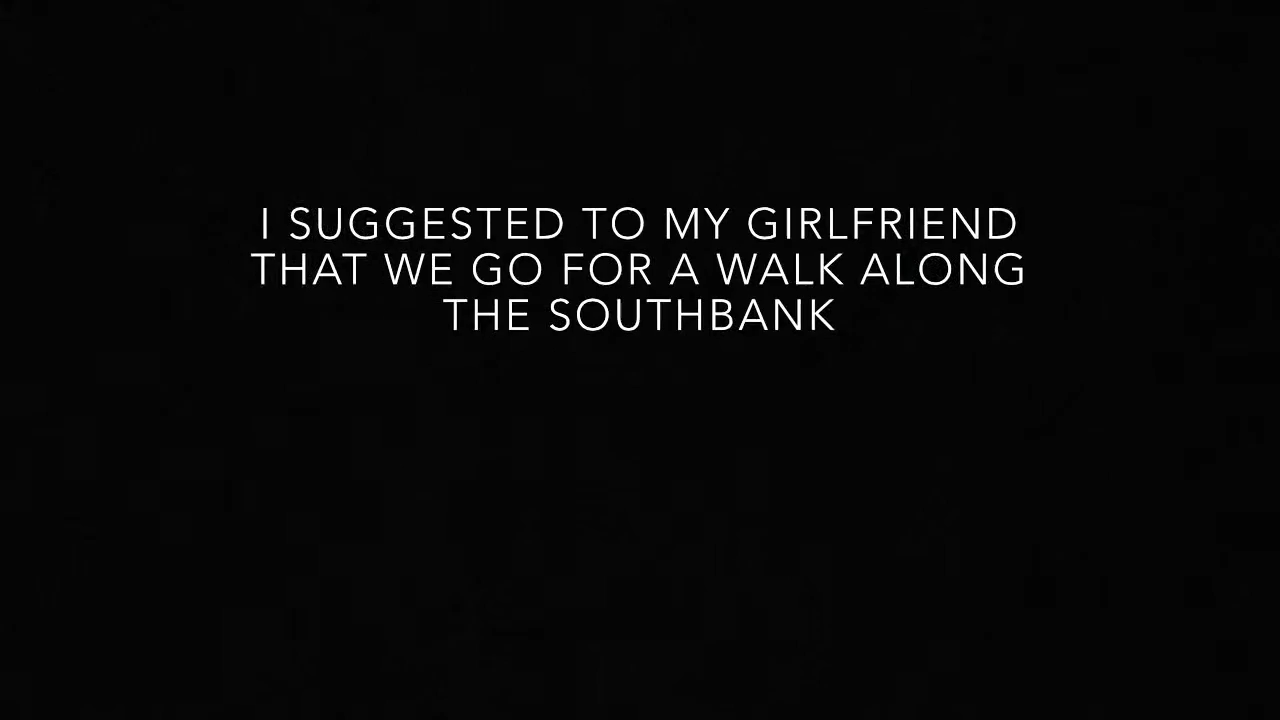 I SUGGESTED TO MY GIRLFRIEND
THAT WE GO FOR A WALK ALONG
THE SOUTHBANK